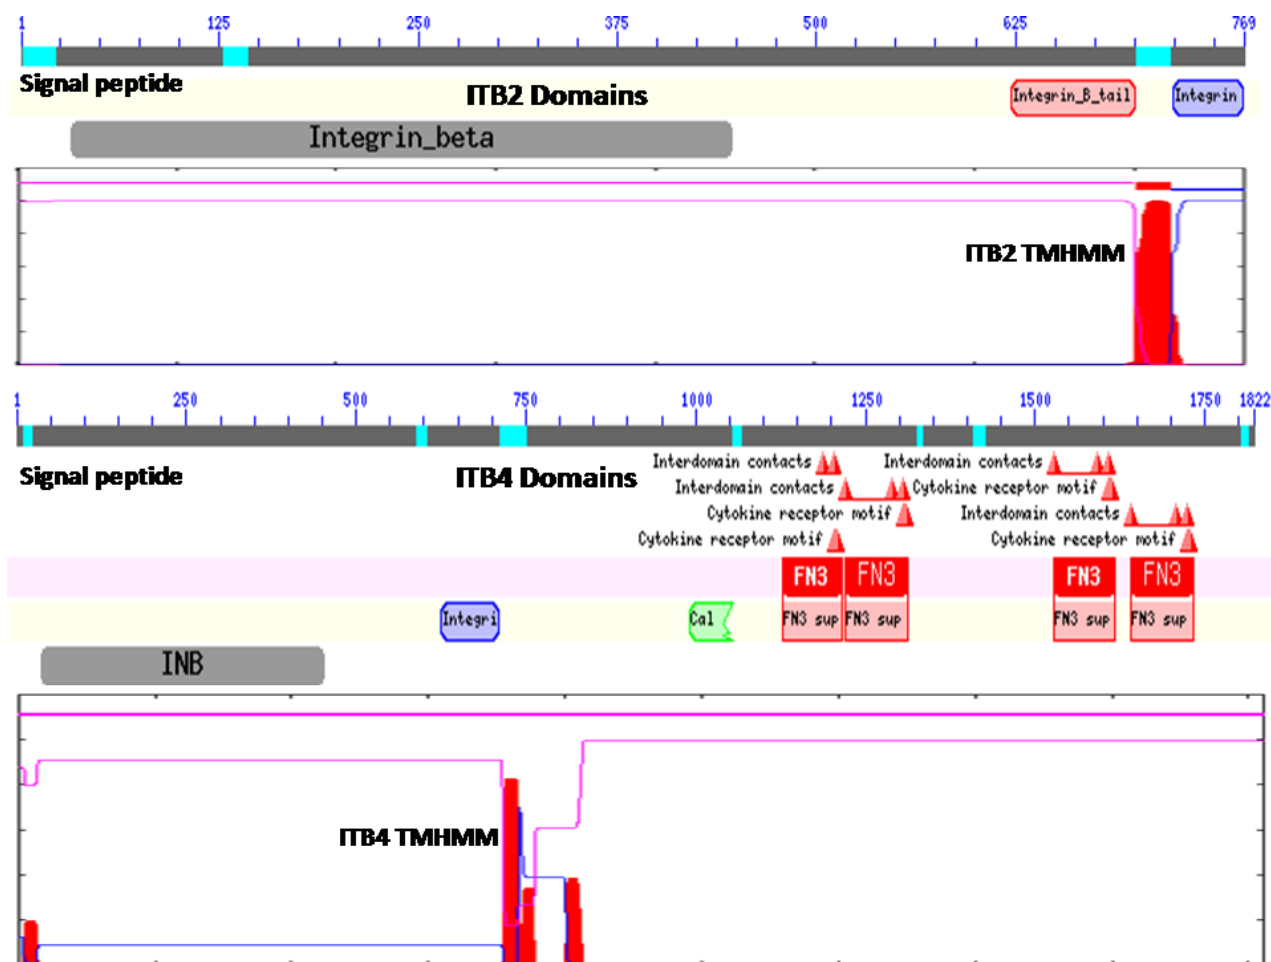 1 125 250 375 500 625 769
Signal peptide ITB2 Domains Integrin_B_tail Integrin
Integrin_beta
ITB2 TMHMM
1 250 500 750 1000 1250 1500 1750 1822
Interdomain contacts Interdomain contacts
Signal peptide ITB4 Domains
Interdomain contacts Cytokine receptor motif
Cytokine receptor motif Interdomain contacts
Cytokine receptor motif Cytokine receptor motif
FN3 FN3 FN3 FN3
Integri Cal FN3 sup FN3 sup FN3 sup FN3 sup
INB
ITB4 TMHMM